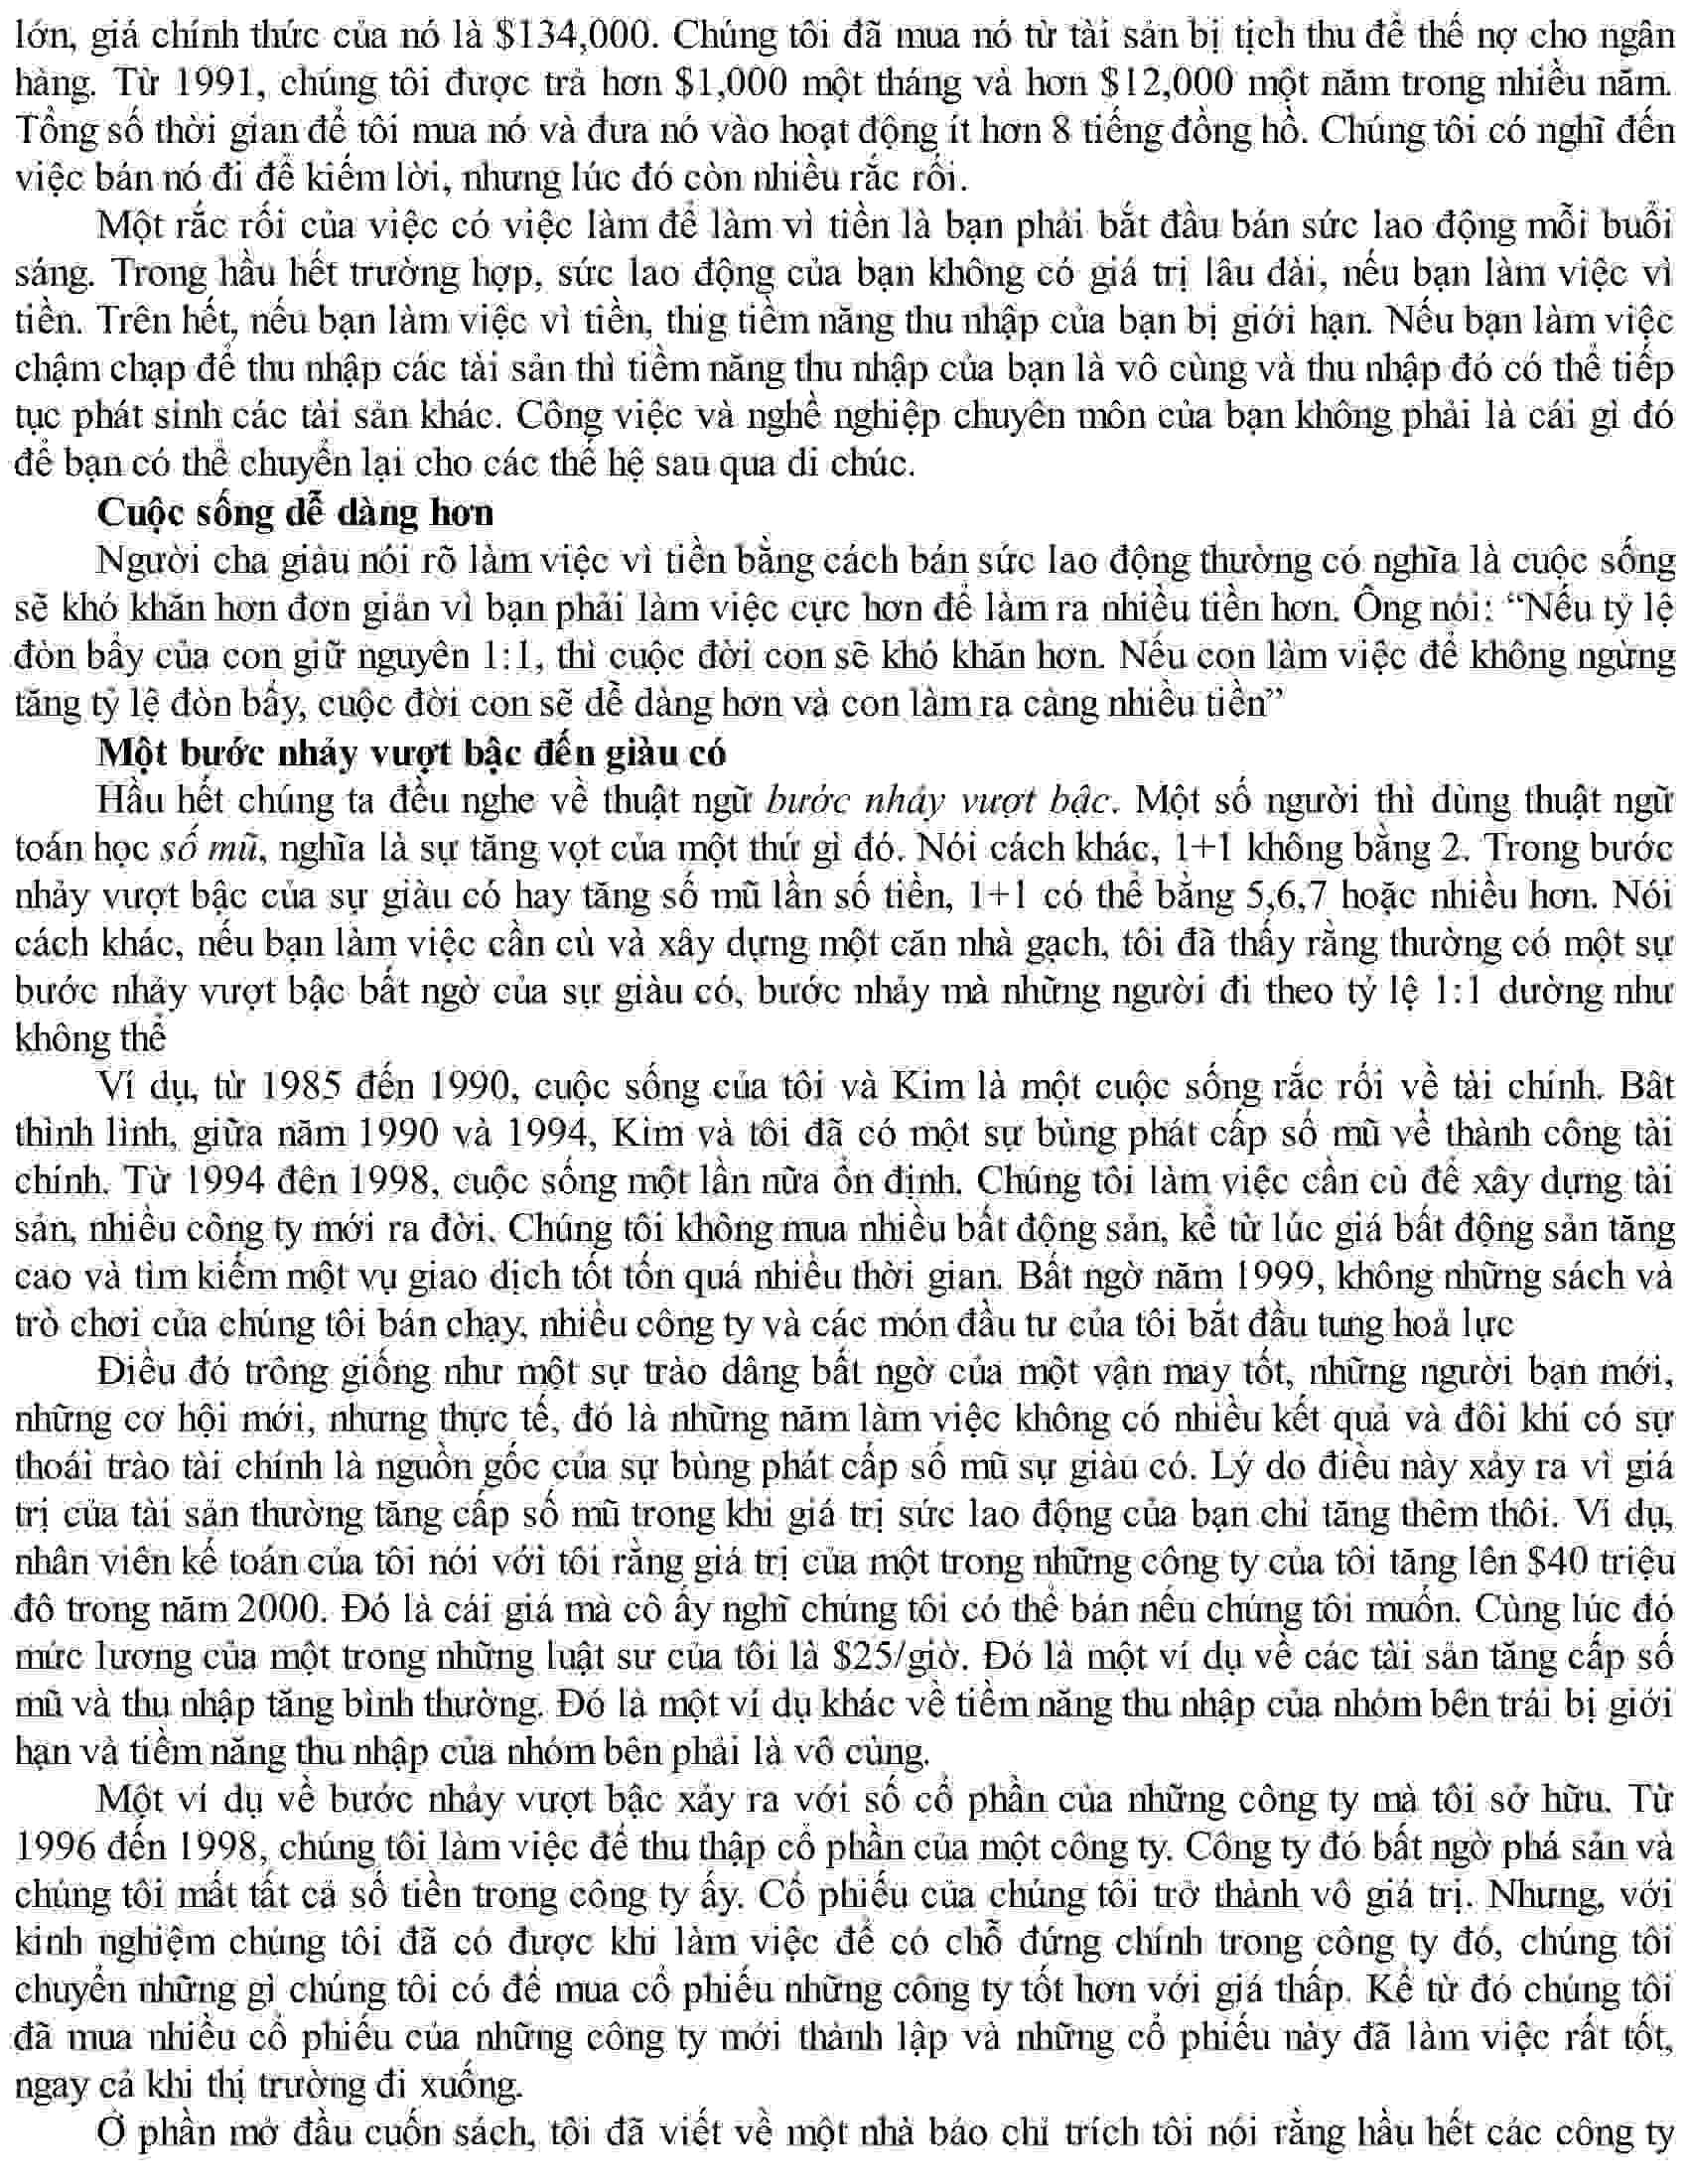 lớn, giá chính thức của nó là $134,000. Chúng tôi đã mua nó từ tài sản bị tịch thu để thế nợ cho ngân
hàng. Từ 1991, chúng tôi được trả hơn $1,000 một tháng và hơn $12,000 một năm trong nhiều năm.
Tổng số thời gian để tôi mua nó và đưa nó vào hoạt động ít hơn 8 tiếng đồng hồ. Chúng tôi có nghĩ đến
việc bán nó đi để kiếm lời, nhưng lúc đó còn nhiều rắc rối.
Một rắc rối của việc có việc làm để làm vì tiền là bạn phải bắt đầu bán sức lao động mỗi buổi
sáng. Trong hầu hết trường hợp, sức lao động của bạn không có giá trị lâu dài, nếu bạn làm việc vì
tiền. Trên hết, nếu bạn làm việc vì tiền, thig tiềm năng thu nhập của bạn bị giới hạn. Nếu bạn làm việc
chậm chạp để thu nhập các tài sản thì tiềm năng thu nhập của bạn là vô cùng và thu nhập đó có thể tiếp
tục phát sinh các tài sản khác. Công việc và nghề nghiệp chuyên môn của bạn không phải là cái gì đó
để bạn có thể chuyển lại cho các thế hệ sau qua di chúc.
Cuộc sống dễ dàng hơn
Người cha giàu nói rõ làm việc vì tiền bằng cách bán sức lao động thường có nghĩa là cuộc sống
sẽ khó khăn hơn đơn giản vì bạn phải làm việc cực hơn để làm ra nhiều tiền hơn. Ông nói: “Nếu tỷ lệ
đòn bẩy của con giữ nguyên 1:1, thì cuộc đời con sẽ khó khăn hơn. Nếu con làm việc để không ngừng
tăng tỷ lệ đòn bẩy, cuộc đời con sẽ dễ dàng hơn và con làm ra càng nhiều tiền”
Một bước nhảy vượt bậc đến giàu có
Hầu hết chúng ta đều nghe về thuật ngữ bước nhảy vượt bậc. Một số người thì dùng thuật ngữ
toán học số mũ, nghĩa là sự tăng vọt của một thứ gì đó. Nói cách khác, 1+1 không bằng 2. Trong bước
nhảy vượt bậc của sự giàu có hay tăng số mũ lần số tiền, 1+1 có thể bằng 5,6,7 hoặc nhiều hơn. Nói
cách khác, nếu bạn làm việc cần cù và xây dựng một căn nhà gạch, tôi đã thấy rằng thường có một sự
bước nhảy vượt bậc bất ngờ của sự giàu có, bước nhảy mà những người đi theo tỷ lệ 1:1 dường như
không thể
Ví dụ, từ 1985 đến 1990, cuộc sống của tôi và Kim là một cuộc sống rắc rối về tài chính. Bất
thình lình, giữa năm 1990 và 1994, Kim và tôi đã có một sự bùng phát cấp số mũ về thành công tài
chính. Từ 1994 đên 1998, cuộc sống một lần nữa ổn định. Chúng tôi làm việc cần cù để xây dựng tài
sản, nhiều công ty mới ra đời. Chúng tôi không mua nhiều bất động sản, kể từ lúc giá bất động sản tăng
cao và tìm kiếm một vụ giao dịch tốt tốn quá nhiều thời gian. Bất ngờ năm 1999, không những sách và
trò chơi của chúng tôi bán chạy, nhiều công ty và các món đầu tư của tôi bắt đầu tung hoả lực
Điều đó trông giống như một sự trào dâng bất ngờ của một vận may tốt, những người bạn mới,
những cơ hội mới, nhưng thực tế, đó là những năm làm việc không có nhiều kết quả và đôi khi có sự
thoái trào tài chính là nguồn gốc của sự bùng phát cấp số mũ sự giàu có. Lý do điều này xảy ra vì giá
trị của tài sản thường tăng cấp số mũ trong khi giá trị sức lao động của bạn chỉ tăng thêm thôi. Ví dụ,
nhân viên kế toán của tôi nói với tôi rằng giá trị của một trong những công ty của tôi tăng lên $40 triệu
đô trong năm 2000. Đó là cái giá mà cô ấy nghĩ chúng tôi có thể bán nếu chúng tôi muốn. Cùng lúc đó
mức lương của một trong những luật sư của tôi là $25/giờ. Đó là một ví dụ về các tài sản tăng cấp số
mũ và thu nhập tăng bình thường. Đó là một ví dụ khác về tiềm năng thu nhập của nhóm bên trái bị giới
hạn và tiềm năng thu nhập của nhóm bên phải là vô cùng.
Một ví dụ về bước nhảy vượt bậc xảy ra với số cổ phần của những công ty mà tôi sở hữu. Từ
1996 đến 1998, chúng tôi làm việc để thu thập cổ phần của một công ty. Công ty đó bất ngờ phá sản và
chúng tôi mất tất cả số tiền trong công ty ấy. Cổ phiếu của chúng tôi trở thành vô giá trị. Nhưng, với
kinh nghiệm chúng tôi đã có được khi làm việc để có chỗ đứng chính trong công ty đó, chúng tôi
chuyển những gì chúng tôi có để mua cổ phiếu những công ty tốt hơn với giá thấp. Kể từ đó chúng tôi
đã mua nhiều cổ phiếu của những công ty mới thành lập và những cổ phiếu này đã làm việc rất tốt,
ngay cả khi thị trường đi xuống.
Ở phần mở đầu cuốn sách, tôi đã viết về một nhà báo chỉ trích tôi nói rằng hầu hết các công ty